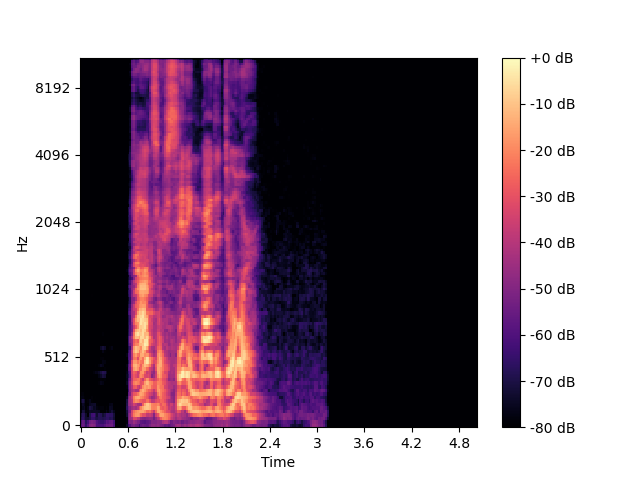 +0 dB
8192
-10 dB
4096
-20 dB
-30 dB
2048
-40 dB
Hz
1024
-50 dB
-60 dB
512
-70 dB
0
-80 dB
0 0.6 1.2 1.8 2.4 3 3.6 4.2 4.8
Time